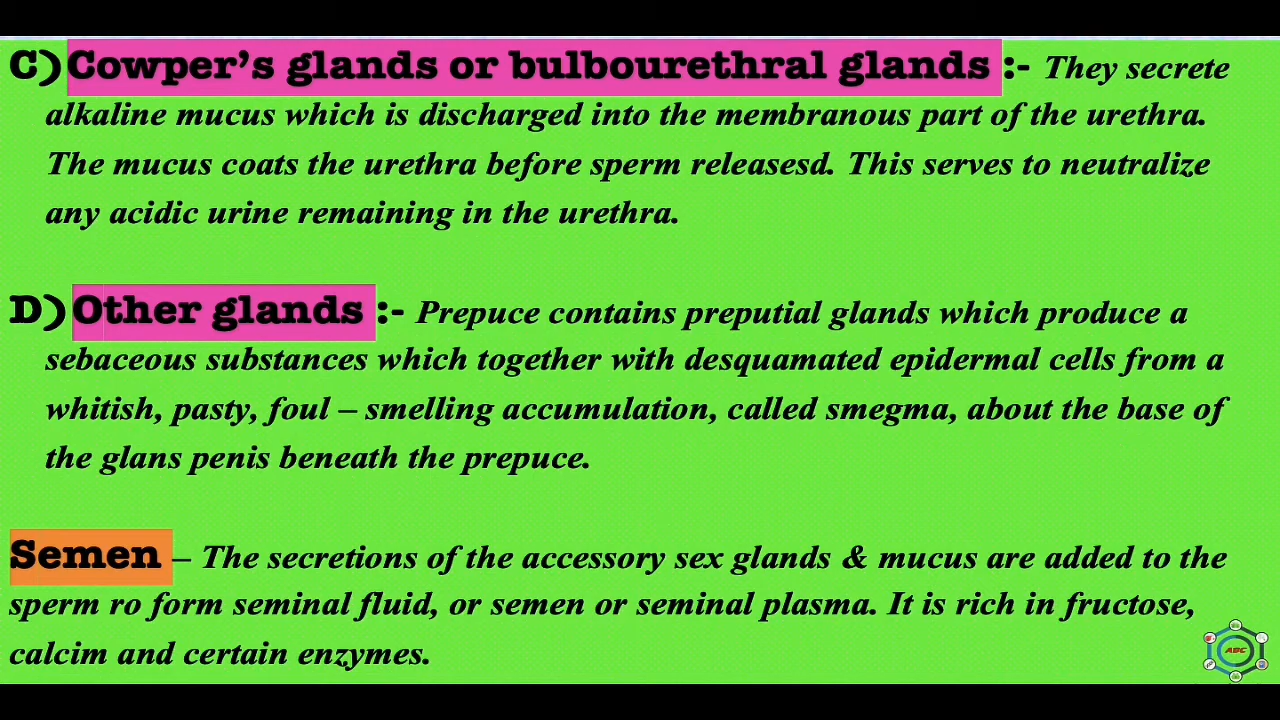 C) Cowper's glands or bulbourethral glands :- They secrete
alkaline mucus which is discharged into the membranous part of the urethra.
The mucus coats the urethra before sperm releasesd. This serves to neutralize
any acidic urine remaining in the urethra.
D) Other glands :- Prepuce contains preputial glands which produce a
sebaceous substances which together with desquamated epidermal cells from a
whitish, pasty, foul – smelling accumulation, called smegma, about the base of
the glans penis beneath the prepuce.
Semen – The secretions of the accessory sex glands & mucus are added to the
sperm ro form seminal fluid, or semen or seminal plasma. It is rich in fructose,
calcim and certain enzymes.
ABC